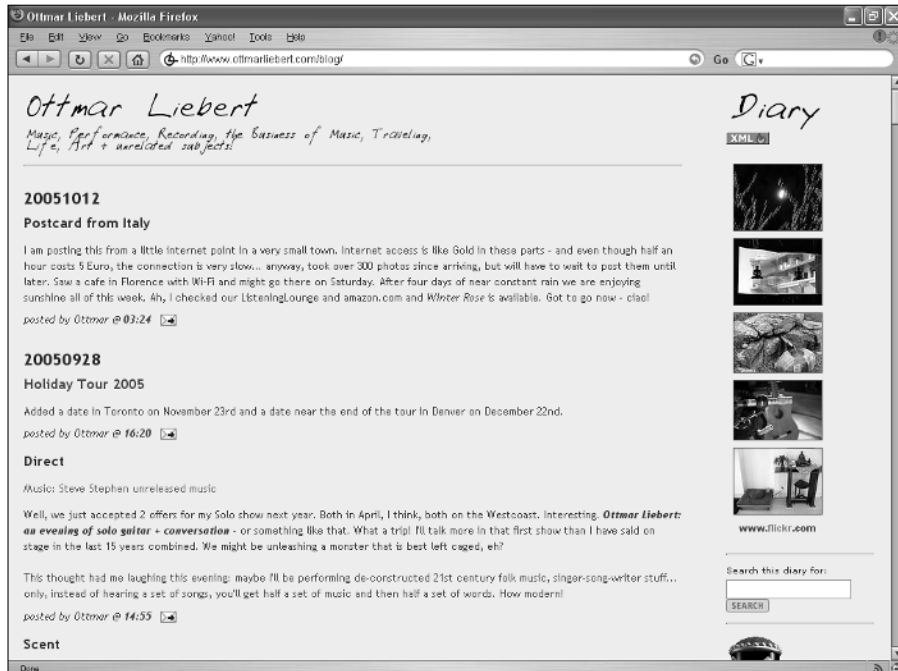 Ottmar Liebert - Mozilla Firefox
File Edit View Go Bookmarks Yahoo! Tools Help
http://www.ottmarliebert.com/blog/
Go
G
Ottmar Liebert
Music, Performance, Recording, the Business of Music, Traveling,
Life, Art + unrelated subjects!
20051012
Postcard from Italy
I am posting this from a little internet point in a very small town. Internet access is like Gold in these parts - and even though half an
hour costs 5 Euro, the connection is very slow... anyway, took over 300 photos since arriving, but will have to wait to post them until
later. Saw a cafe in Florence with Wi-Fi and might go there on Saturday. After four days of near constant rain we are enjoying
sunshine all of this week. Ah, I checked our ListeningLounge and amazon.com and Winter Rose is available. Got to go now - ciao!
posted by Ottmar @ 03:24
20050928
Holiday Tour 2005
Added a date in Toronto on November 23rd and a date near the end of the tour in Denver on December 22nd.
posted by Ottmar @ 16:20
Direct
Music: Steve Stephen unreleased music
Well, we just accepted 2 offers for my Solo show next year. Both in April, I think, both on the Westcoast. Interesting. Ottmar Liebert:
an evening of solo guitar + conversation - or something like that. What a trip! I'll talk more in that first show than I have said on
stage in the last 15 years combined. We might be unleashing a monster that is best left caged, eh?
This thought had me laughing this evening: maybe I'll be performing de-constructed 21st century folk music, singer-song-writer stuff...
only, instead of hearing a set of songs, you'll get half a set of music and then half a set of words. How modern!
posted by Ottmar @ 14:55
Scent
Diary
XML
www.flickr.com
Search this diary for:
SEARCH
Done